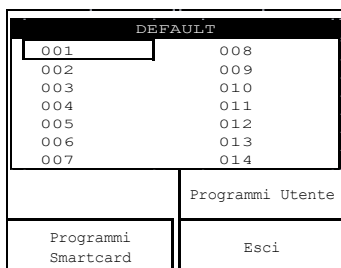 DEFAULT
001 008
002 009
003 010
004 011
005 012
006 013
007 014
Programmi Utente
Programmi
Smartcard
Esci